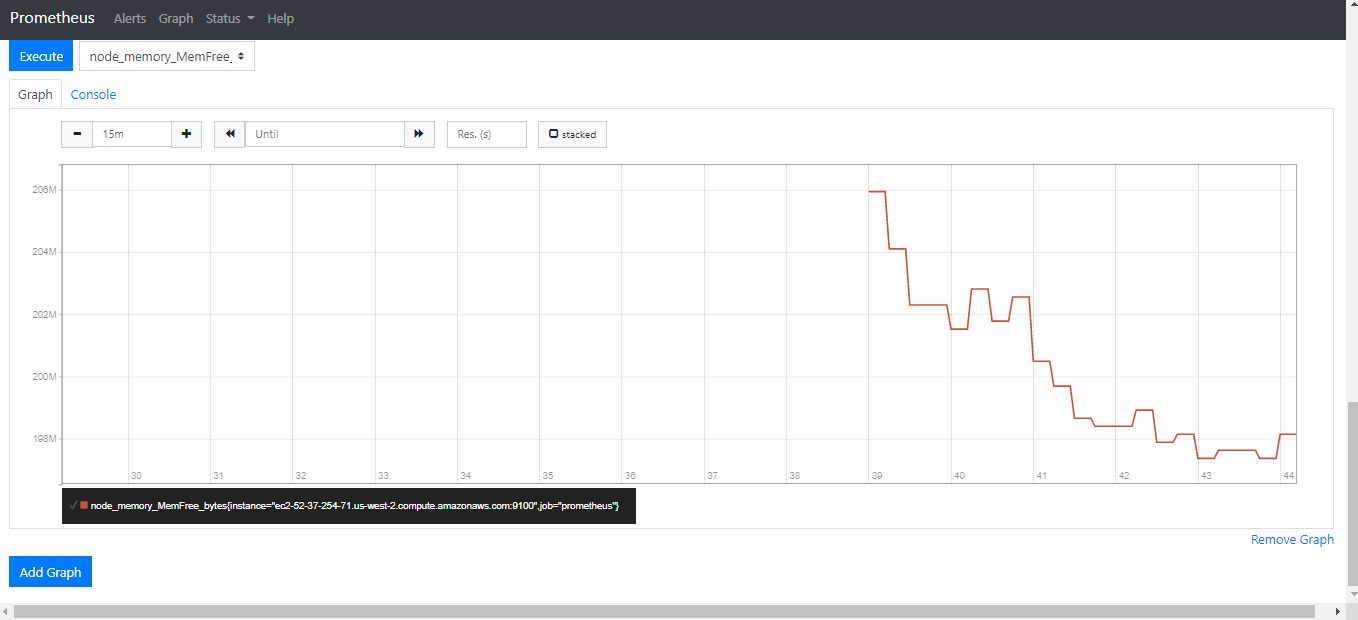 Prometheus Alerts Graph Status Help
Execute node_memory_MemFree_
Graph Console
15m Until Res. (s) stacked
206M
204M
202M
200M
198M
30 31 32 33 34 35 36 37 38 39 40 41 42 43 44
node_memory_MemFree_bytes{instance="ec2-52-37-254-71.us-west-2.compute.amazonaws.com:9100",job="prometheus"}
Remove Graph
Add Graph